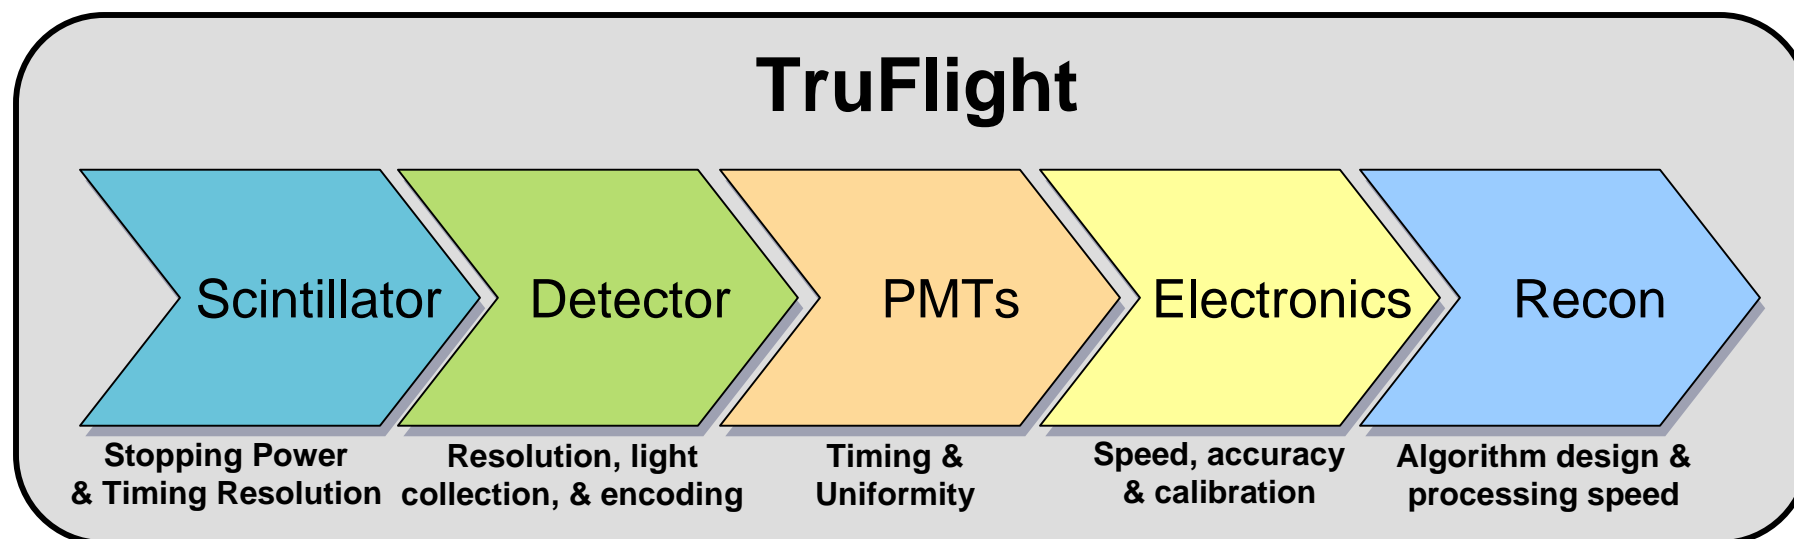 TruFlight
Scintillator
Detector
PMTs
Electronics
Recon
Stopping Power
& Timing Resolution
Resolution, light
collection, & encoding
Timing &
Uniformity
Speed, accuracy
& calibration
Algorithm design &
processing speed